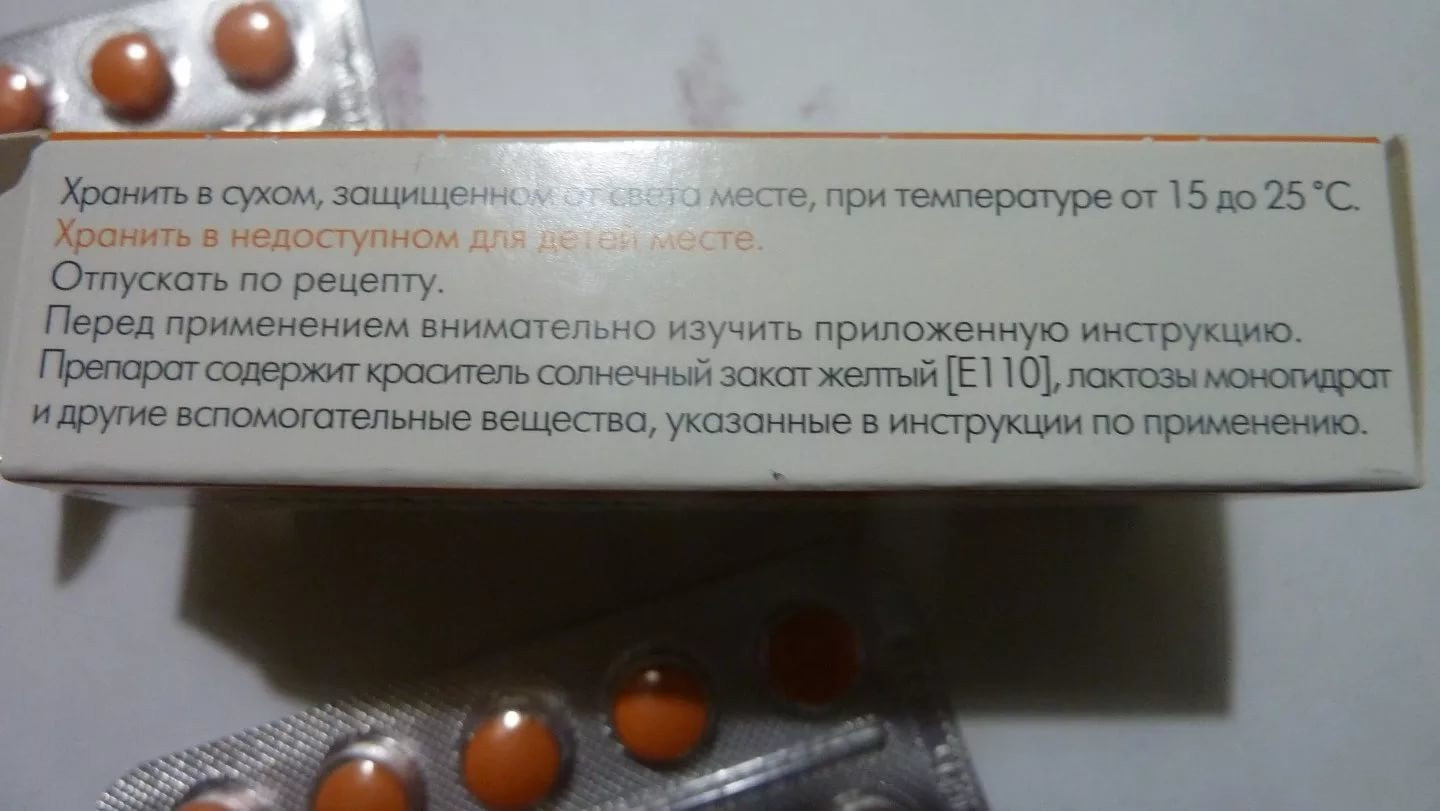 Хранить в сухом, защищенном от света месте, при температуре от 15 до 25 °C.
Хранить в недоступном для детей месте.
Отпускать по рецепту.
Перед применением внимательно изучить приложенную инструкцию.
Препарат содержит краситель солнечный закат желтый [E110], лактозы моногидрат
и другие вспомогательные вещества, указанные в инструкции по применению.